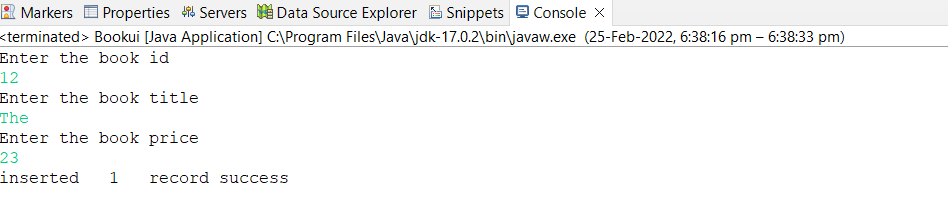 Markers Properties Servers Data Source Explorer Snippets Console
<terminated> Bookui [Java Application] C:\Program Files\Java\jdk-17.0.2\bin\javaw.exe (25-Feb-2022, 6:38:16 pm – 6:38:33 pm)
Enter the book id
12
Enter the book title
The
Enter the book price
23
inserted   1   record success